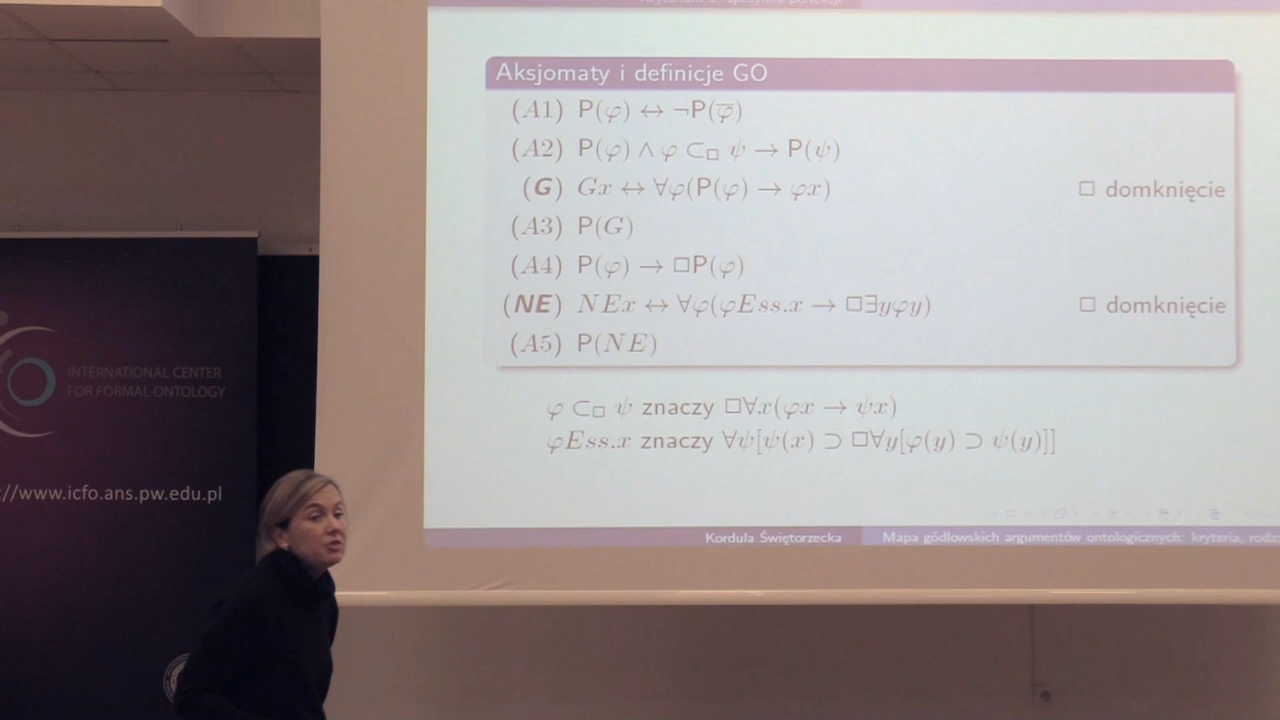 Aksjomaty i definicje GO
(A1) P(φ) ↔ ¬P(φ̅)
(A2) P(φ) ∧ φ ⊂□ ψ → P(ψ)
(G) Gx ↔ ∀φ(P(φ) → φx) □ domknięcie
(A3) P(G)
(A4) P(φ) → □P(φ)
(NE) NEx ↔ ∀φ(φEss.x → □∃yφy) □ domknięcie
(A5) P(NE)
φ ⊂□ ψ znaczy □∀x(φx → ψx)
φEss.x znaczy ∀ψ[ψ(x) ⊃ □∀y[φ(y) ⊃ ψ(y)]]
Kordula Świętorzecka Mapa gödlowskich argumentów ontologicznych: kryteria,
INTERNATIONAL CENTER
FOR FORMAL ONTOLOGY
://www.icfo.ans.pw.edu.pl